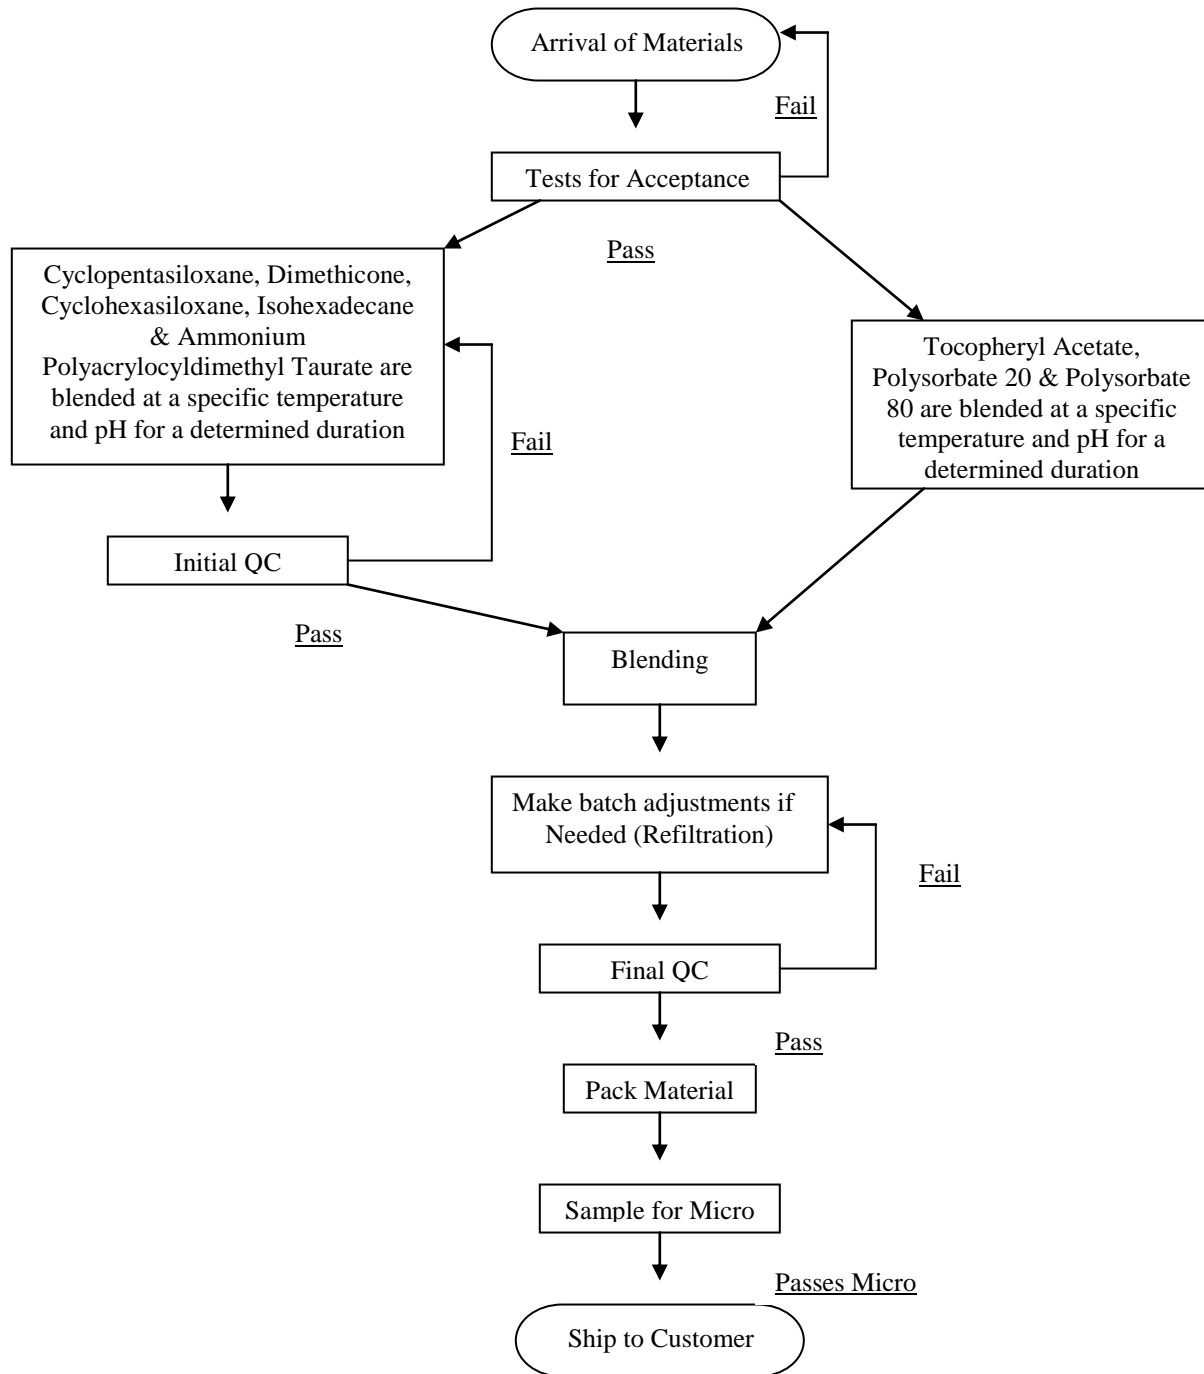 Arrival of Materials
Fail
Tests for Acceptance
Pass
Cyclopentasiloxane, Dimethicone,
Cyclohexasiloxane, Isohexadecane
& Ammonium
Polyacrylocyldimethyl Taurate are
blended at a specific temperature
and pH for a determined duration
Tocopheryl Acetate,
Polysorbate 20 & Polysorbate
80 are blended at a specific
temperature and pH for a
determined duration
Fail
Initial QC
Pass
Blending
Make batch adjustments if
Needed (Refiltration)
Fail
Final QC
Pass
Pack Material
Sample for Micro
Passes Micro
Ship to Customer